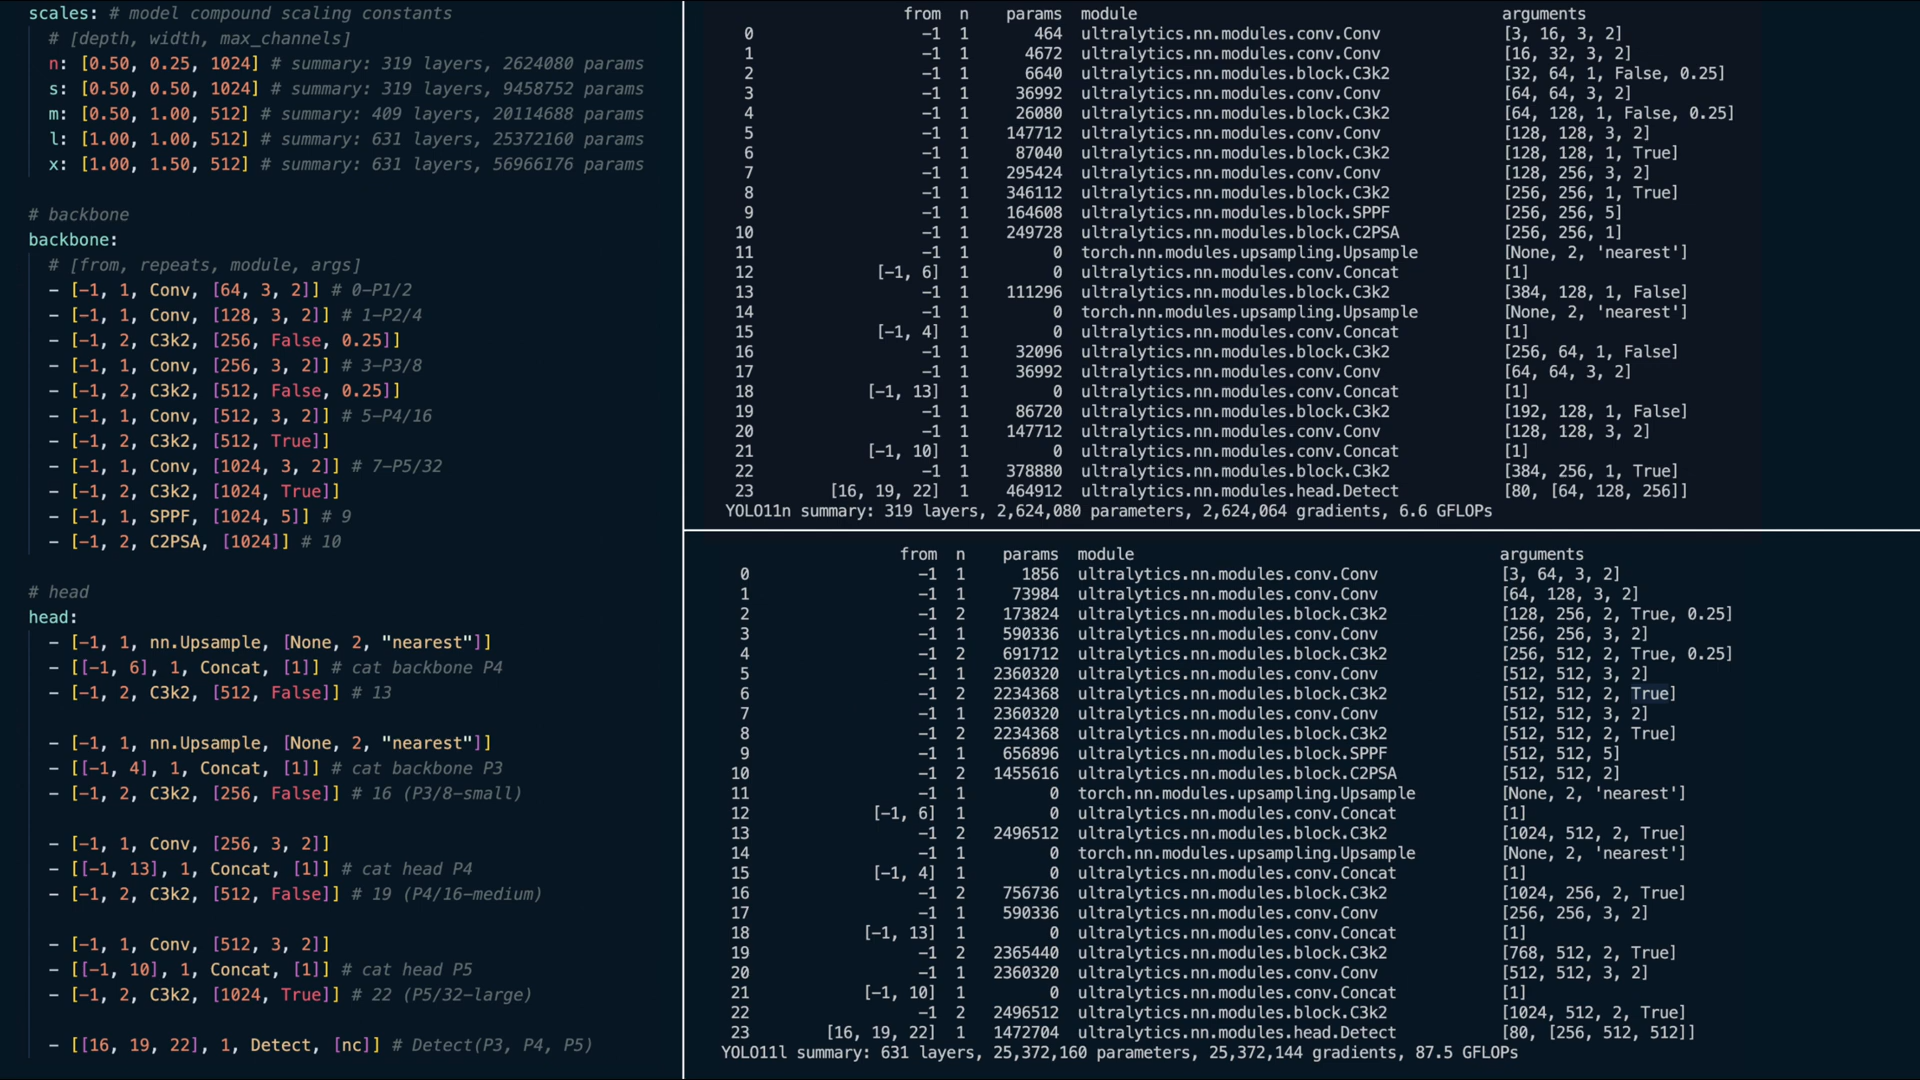 scales: # model compound scaling constants
# [depth, width, max_channels]
n: [0.50, 0.25, 1024] # summary: 319 layers, 2624080 params
s: [0.50, 0.50, 1024] # summary: 319 layers, 9458752 params
m: [0.50, 1.00, 512] # summary: 409 layers, 20114688 params
l: [1.00, 1.00, 512] # summary: 631 layers, 25372160 params
x: [1.00, 1.50, 512] # summary: 631 layers, 56966176 params
# backbone
backbone:
# [from, repeats, module, args]
- [-1, 1, Conv, [64, 3, 2]] # 0-P1/2
- [-1, 1, Conv, [128, 3, 2]] # 1-P2/4
- [-1, 2, C3k2, [256, False, 0.25]]
- [-1, 1, Conv, [256, 3, 2]] # 3-P3/8
- [-1, 2, C3k2, [512, False, 0.25]]
- [-1, 1, Conv, [512, 3, 2]] # 5-P4/16
- [-1, 2, C3k2, [512, True]]
- [-1, 1, Conv, [1024, 3, 2]] # 7-P5/32
- [-1, 2, C3k2, [1024, True]]
- [-1, 1, SPPF, [1024, 5]] # 9
- [-1, 2, C2PSA, [1024]] # 10
# head
head:
- [-1, 1, nn.Upsample, [None, 2, "nearest"]]
- [[-1, 6], 1, Concat, [1]] # cat backbone P4
- [-1, 2, C3k2, [512, False]] # 13
- [-1, 1, nn.Upsample, [None, 2, "nearest"]]
- [[-1, 4], 1, Concat, [1]] # cat backbone P3
- [-1, 2, C3k2, [256, False]] # 16 (P3/8-small)
- [-1, 1, Conv, [256, 3, 2]]
- [[-1, 13], 1, Concat, [1]] # cat head P4
- [-1, 2, C3k2, [512, False]] # 19 (P4/16-medium)
- [-1, 1, Conv, [512, 3, 2]]
- [[-1, 10], 1, Concat, [1]] # cat head P5
- [-1, 2, C3k2, [1024, True]] # 22 (P5/32-large)
- [[16, 19, 22], 1, Detect, [nc]] # Detect(P3, P4, P5)
from n params module arguments
0 -1 1 464 ultralytics.nn.modules.conv.Conv [3, 16, 3, 2]
1 -1 1 4672 ultralytics.nn.modules.conv.Conv [16, 32, 3, 2]
2 -1 1 6640 ultralytics.nn.modules.block.C3k2 [32, 64, 1, False, 0.25]
3 -1 1 36992 ultralytics.nn.modules.conv.Conv [64, 64, 3, 2]
4 -1 1 26080 ultralytics.nn.modules.block.C3k2 [64, 128, 1, False, 0.25]
5 -1 1 147712 ultralytics.nn.modules.conv.Conv [128, 128, 3, 2]
6 -1 1 87040 ultralytics.nn.modules.block.C3k2 [128, 128, 1, True]
7 -1 1 295424 ultralytics.nn.modules.conv.Conv [128, 256, 3, 2]
8 -1 1 346112 ultralytics.nn.modules.block.C3k2 [256, 256, 1, True]
9 -1 1 164608 ultralytics.nn.modules.block.SPPF [256, 256, 5]
10 -1 1 249728 ultralytics.nn.modules.block.C2PSA [256, 256, 1]
11 -1 1 0 torch.nn.modules.upsampling.Upsample [None, 2, 'nearest']
12 [-1, 6] 1 0 ultralytics.nn.modules.conv.Concat [1]
13 -1 1 111296 ultralytics.nn.modules.block.C3k2 [384, 128, 1, False]
14 -1 1 0 torch.nn.modules.upsampling.Upsample [None, 2, 'nearest']
15 [-1, 4] 1 0 ultralytics.nn.modules.conv.Concat [1]
16 -1 1 32096 ultralytics.nn.modules.block.C3k2 [256, 64, 1, False]
17 -1 1 36992 ultralytics.nn.modules.conv.Conv [64, 64, 3, 2]
18 [-1, 13] 1 0 ultralytics.nn.modules.conv.Concat [1]
19 -1 1 86720 ultralytics.nn.modules.block.C3k2 [192, 128, 1, False]
20 -1 1 147712 ultralytics.nn.modules.conv.Conv [128, 128, 3, 2]
21 [-1, 10] 1 0 ultralytics.nn.modules.conv.Concat [1]
22 -1 1 378880 ultralytics.nn.modules.block.C3k2 [384, 256, 1, True]
23 [16, 19, 22] 1 464912 ultralytics.nn.modules.head.Detect [80, [64, 128, 256]]
YOLO11n summary: 319 layers, 2,624,080 parameters, 2,624,064 gradients, 6.6 GFLOPs
from n params module arguments
0 -1 1 1856 ultralytics.nn.modules.conv.Conv [3, 64, 3, 2]
1 -1 1 73984 ultralytics.nn.modules.conv.Conv [64, 128, 3, 2]
2 -1 2 173824 ultralytics.nn.modules.block.C3k2 [128, 256, 2, True, 0.25]
3 -1 1 590336 ultralytics.nn.modules.conv.Conv [256, 256, 3, 2]
4 -1 2 691712 ultralytics.nn.modules.block.C3k2 [256, 512, 2, True, 0.25]
5 -1 1 2360320 ultralytics.nn.modules.conv.Conv [512, 512, 3, 2]
6 -1 2 2234368 ultralytics.nn.modules.block.C3k2 [512, 512, 2, True]
7 -1 1 2360320 ultralytics.nn.modules.conv.Conv [512, 512, 3, 2]
8 -1 2 2234368 ultralytics.nn.modules.block.C3k2 [512, 512, 2, True]
9 -1 1 656896 ultralytics.nn.modules.block.SPPF [512, 512, 5]
10 -1 2 1455616 ultralytics.nn.modules.block.C2PSA [512, 512, 2]
11 -1 1 0 torch.nn.modules.upsampling.Upsample [None, 2, 'nearest']
12 [-1, 6] 1 0 ultralytics.nn.modules.conv.Concat [1]
13 -1 2 2496512 ultralytics.nn.modules.block.C3k2 [1024, 512, 2, True]
14 -1 1 0 torch.nn.modules.upsampling.Upsample [None, 2, 'nearest']
15 [-1, 4] 1 0 ultralytics.nn.modules.conv.Concat [1]
16 -1 2 756736 ultralytics.nn.modules.block.C3k2 [1024, 256, 2, True]
17 -1 1 590336 ultralytics.nn.modules.conv.Conv [256, 256, 3, 2]
18 [-1, 13] 1 0 ultralytics.nn.modules.conv.Concat [1]
19 -1 2 2365440 ultralytics.nn.modules.block.C3k2 [768, 512, 2, True]
20 -1 1 2360320 ultralytics.nn.modules.conv.Conv [512, 512, 3, 2]
21 [-1, 10] 1 0 ultralytics.nn.modules.conv.Concat [1]
22 -1 2 2496512 ultralytics.nn.modules.block.C3k2 [1024, 512, 2, True]
23 [16, 19, 22] 1 1472704 ultralytics.nn.modules.head.Detect [80, [256, 512, 512]]
YOLO11l summary: 631 layers, 25,372,160 parameters, 25,372,144 gradients, 87.5 GFLOPs